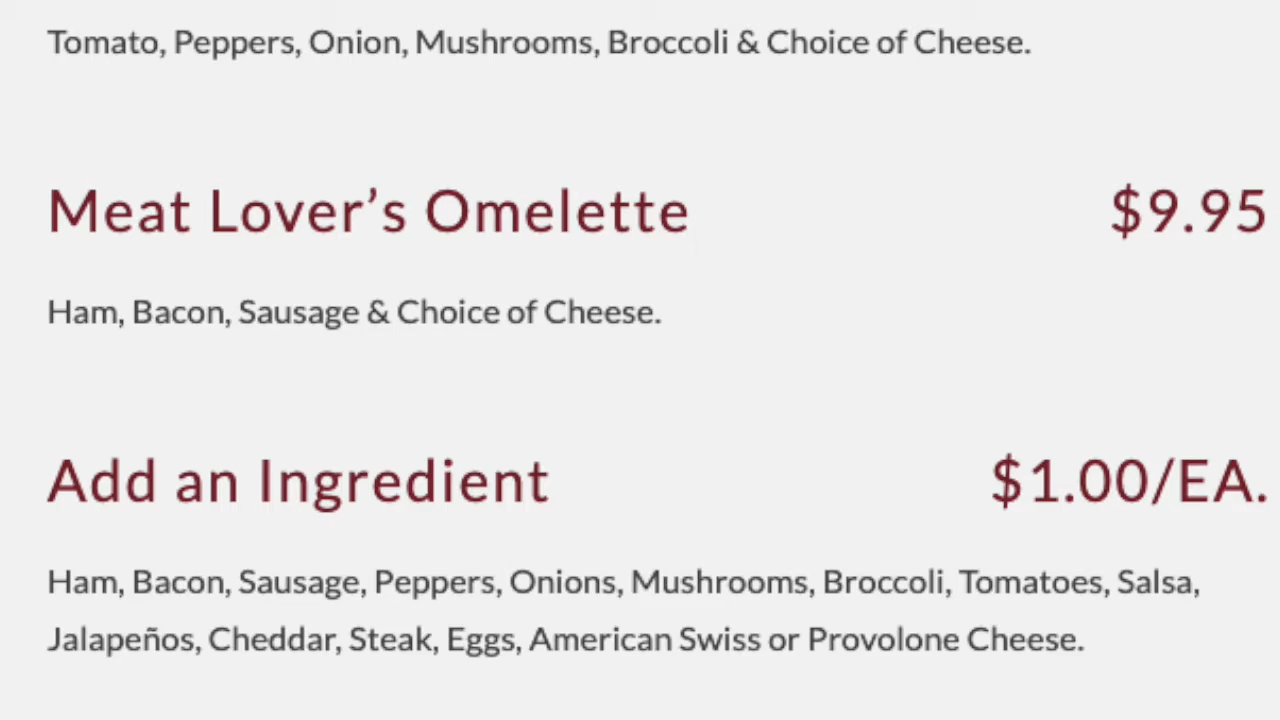 Tomato, Peppers, Onion, Mushrooms, Broccoli & Choice of Cheese.
Meat Lover’s Omelette $9.95
Ham, Bacon, Sausage & Choice of Cheese.
Add an Ingredient $1.00/EA.
Ham, Bacon, Sausage, Peppers, Onions, Mushrooms, Broccoli, Tomatoes, Salsa,
Jalapeños, Cheddar, Steak, Eggs, American Swiss or Provolone Cheese.